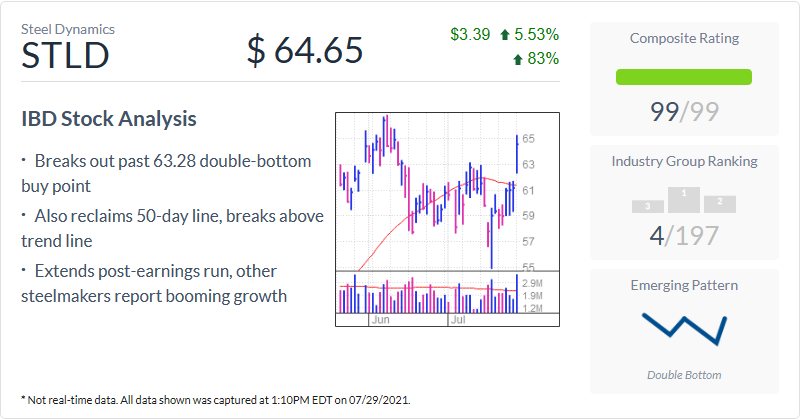 Steel Dynamics
STLD
$ 64.65
$3.39 5.53%
83%
IBD Stock Analysis
· Breaks out past 63.28 double-bottom
buy point
· Also reclaims 50-day line, breaks above
trend line
· Extends post-earnings run, other
steelmakers report booming growth
65
63
61
59
57
55
2.9M
1.9M
1.2M
Jun
Jul
Composite Rating
99/99
Industry Group Ranking
3
1
2
4/197
Emerging Pattern
Double Bottom
* Not real-time data. All data shown was captured at 1:10PM EDT on 07/29/2021.